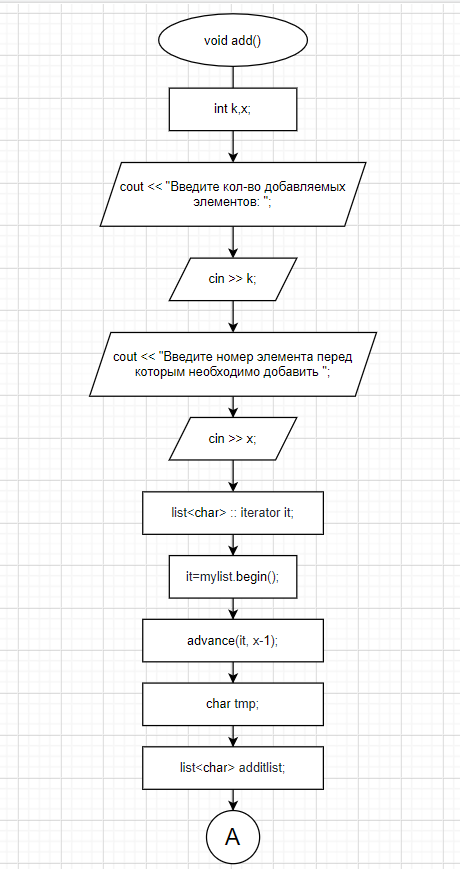 void add()
int k,x;
cout << "Введите кол-во добавляемых
элементов: ";
cin >> k;
cout << "Введите номер элемента перед
которым необходимо добавить ";
cin >> x;
list<char> :: iterator it;
it=mylist.begin();
advance(it, x-1);
char tmp;
list<char> additlist;
A